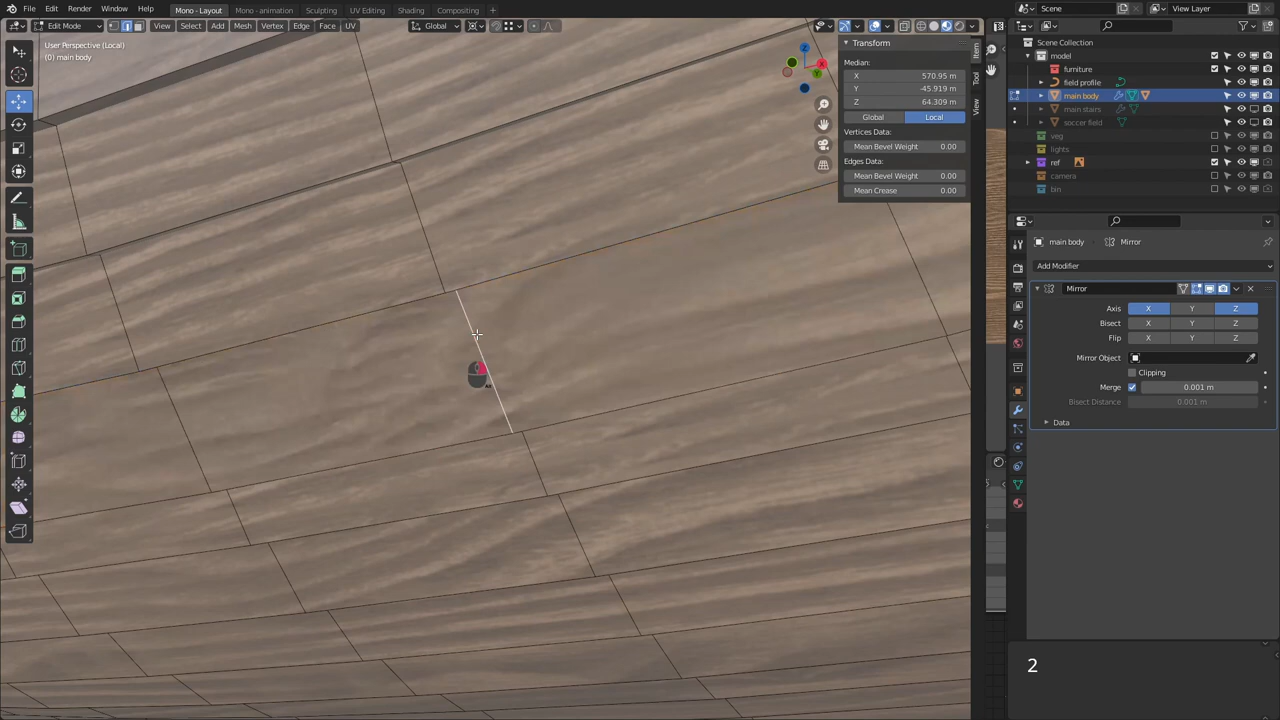 File Edit Render Window Help
Mono - Layout Mono - animation Sculpting UV Editing Shading Compositing
Scene
View Layer
Edit Mode View Select Add Mesh Vertex Edge Face UV
Global
User Perspective (Local)
(0) main body
Transform
Median:
X 570.95 m
Y -45.919 m
Z 64.309 m
Global Local
Vertices Data:
Mean Bevel Weight 0.00
Edges Data:
Mean Bevel Weight 0.00
Mean Crease 0.00
Item
Tool
View
Z
X
Y
Scene Collection
model
furniture
field profile
main body
main stairs
soccer field
veg
lights
ref
camera
bin
main body Mirror
Add Modifier
Mirror
Axis X Y Z
Bisect X Y Z
Flip X Y Z
Mirror Object
Clipping
Merge 0.001 m
Bisect Distance 0.001 m
Data
2